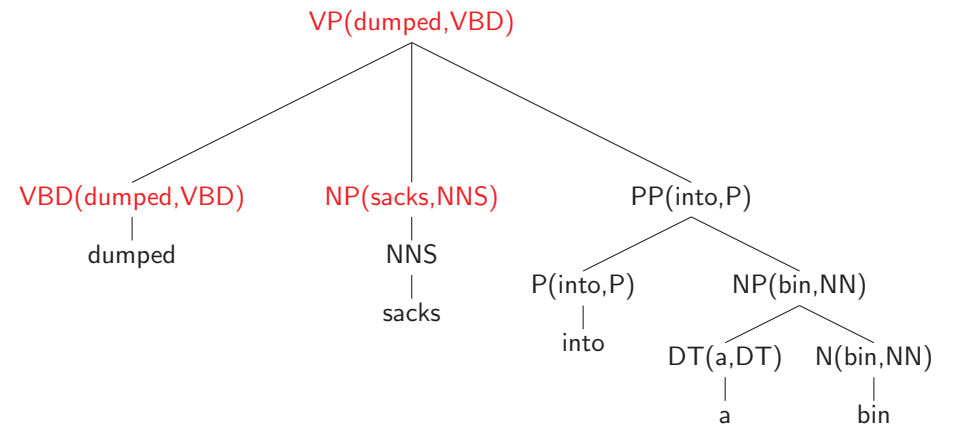 VP(dumped,VBD)
VBD(dumped,VBD) NP(sacks,NNS) PP(into,P)
dumped NNS
P(into,P) NP(bin,NN)
sacks
into
DT(a,DT) N(bin,NN)
a bin